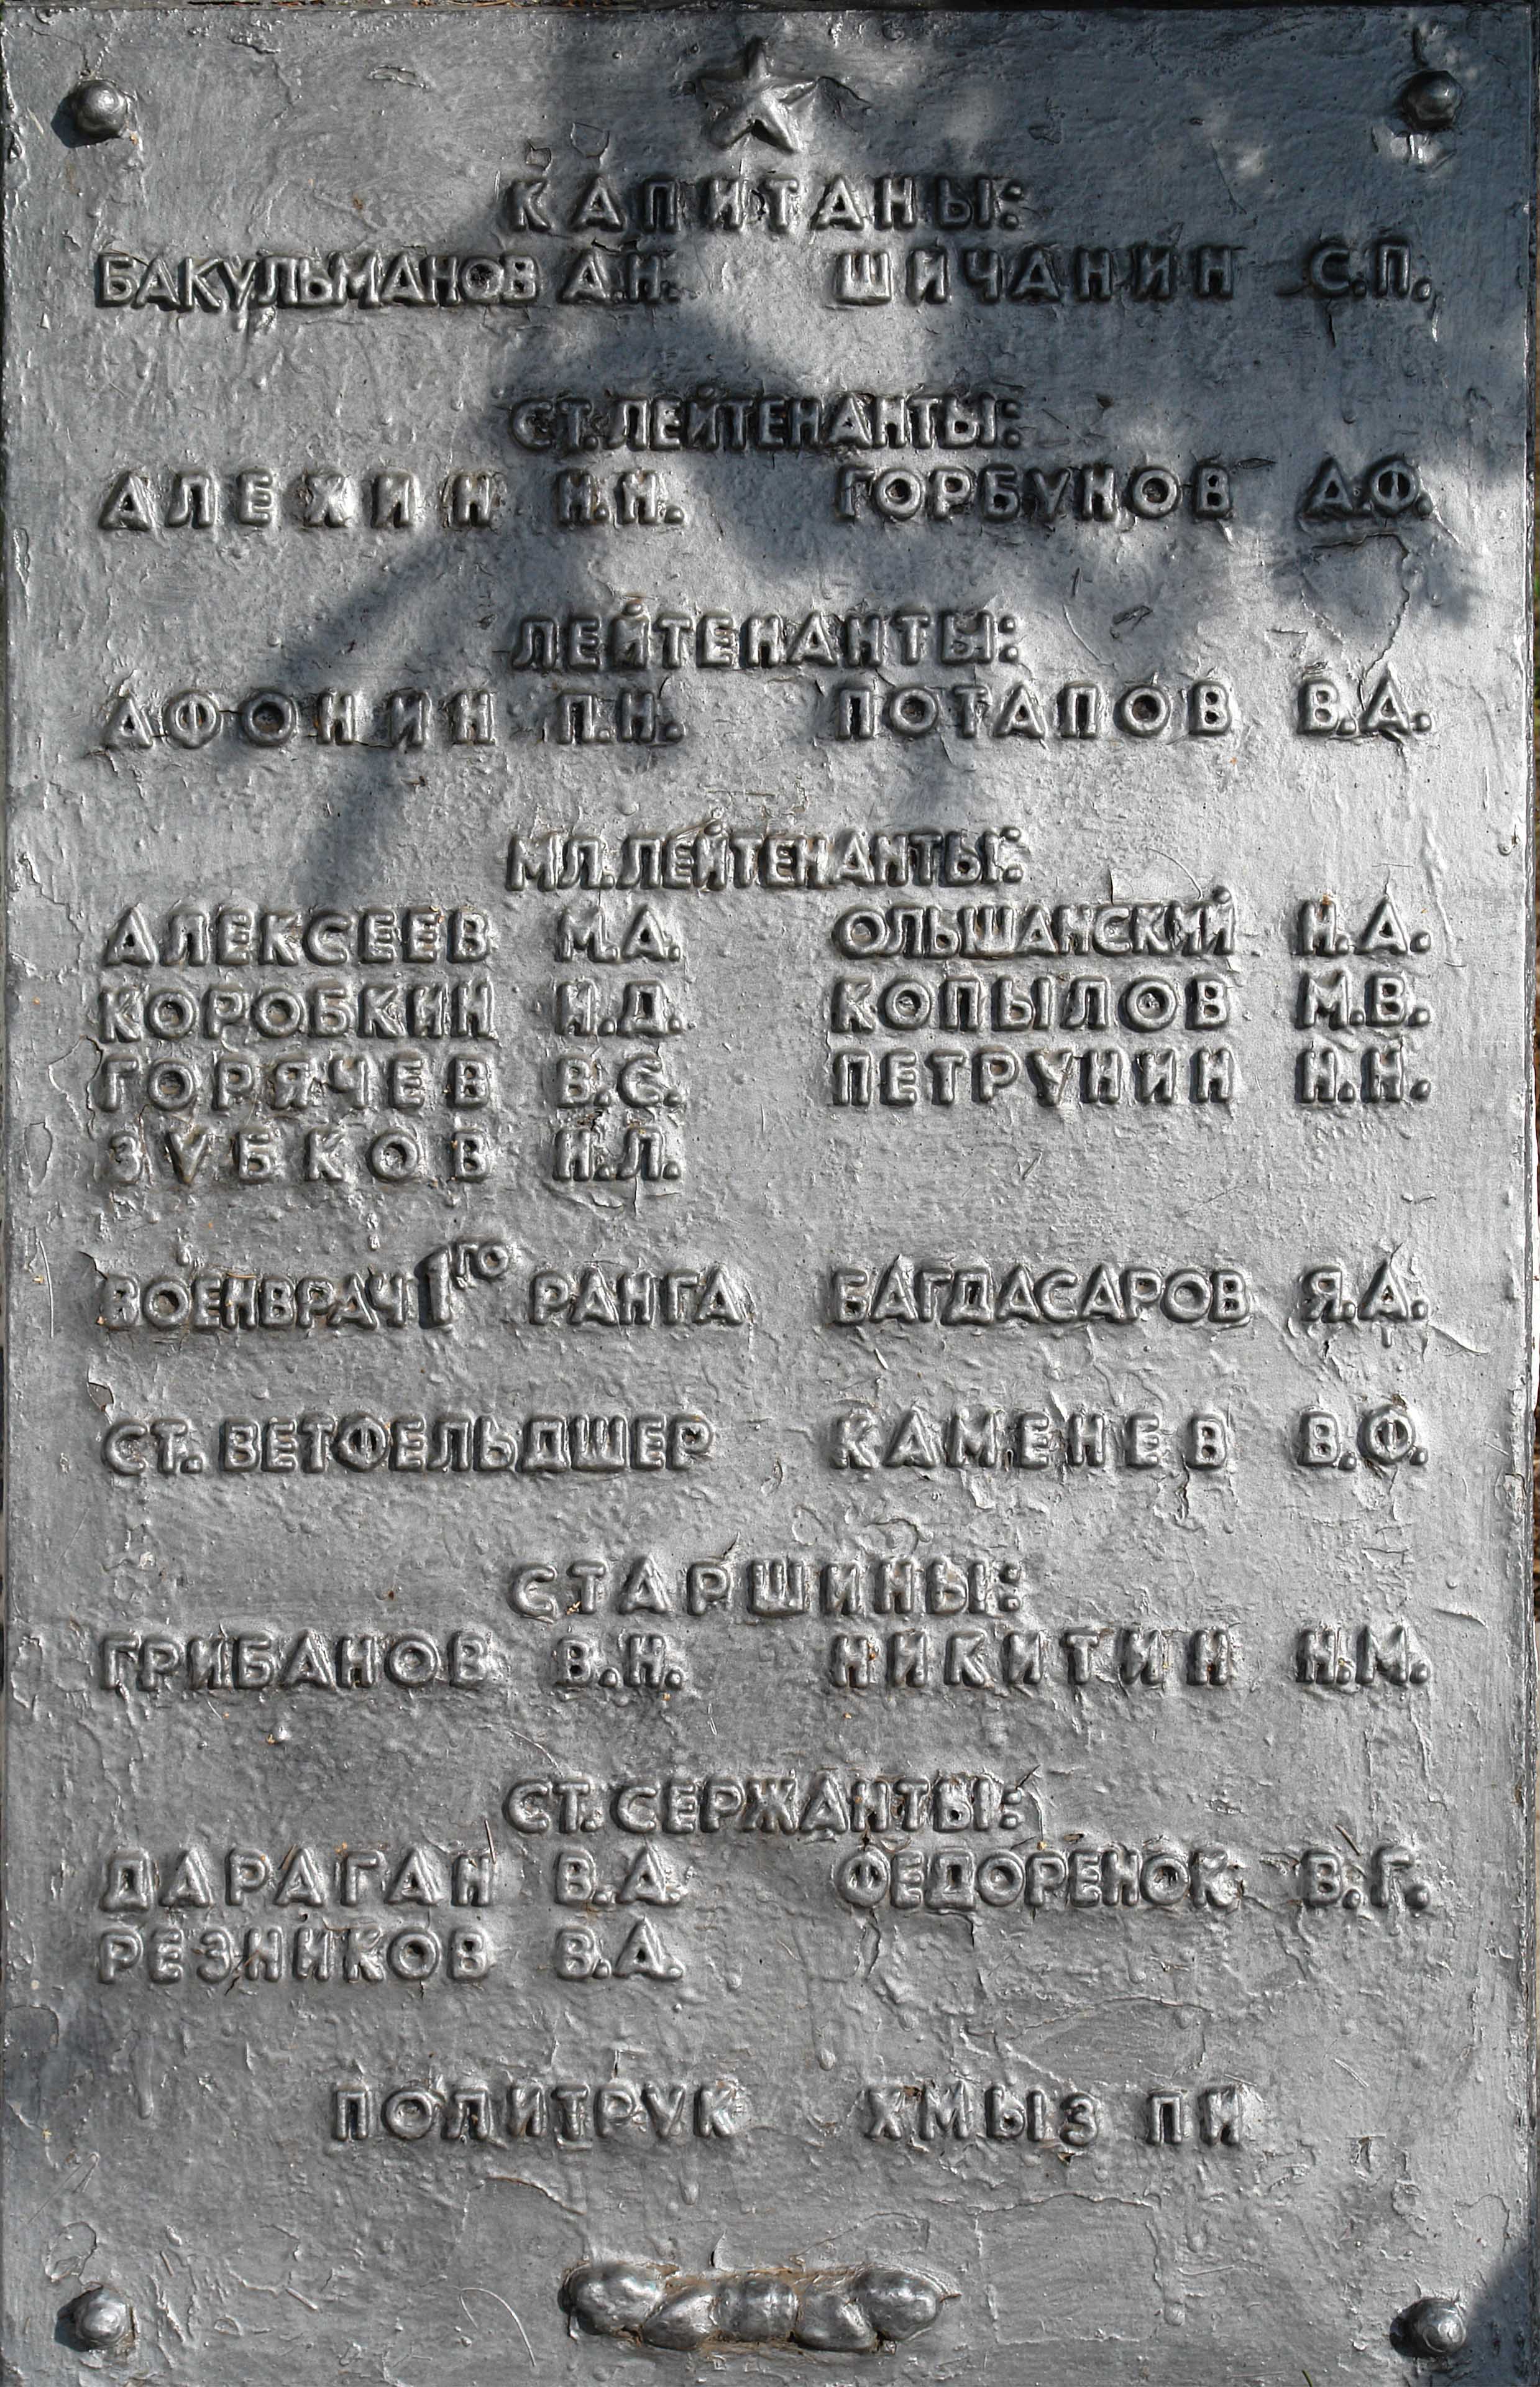 КАПИТАНЫ:
БАКУЛЬМАНОВ А.Н. ШИЧАНИН С.П.
СТ.ЛЕЙТЕНАНТЫ:
АЛЕХИН Н.Н. ГОРБУНОВ А.Ф.
ЛЕЙТЕНАНТЫ:
АФОНИН П.Н. ПОТАПОВ В.А.
МЛ.ЛЕЙТЕНАНТЫ:
АЛЕКСЕЕВ М.А. ОЛЬШАНСКИЙ Н.А.
КОРОБКИН И.Д. КОПЫЛОВ М.В.
ГОРЯЧЕВ В.С. ПЕТРУНИН Н.Н.
ЗУБКОВ И.Л.
ВОЕНВРАЧ 1ГО РАНГА БАГДАСАРОВ Я.А.
СТ. ВЕТФЕЛЬДШЕР КАМЕНЕВ В.Ф.
СТАРШИНЫ:
ГРИБАНОВ В.Н. НИКИТИН Н.М.
СТ. СЕРЖАНТЫ:
ДАРАГАН В.А. ФЕДОРЕНОК В.Г.
РЕЗНИКОВ В.А.
ПОЛИТРУК ХМЫЗ П И